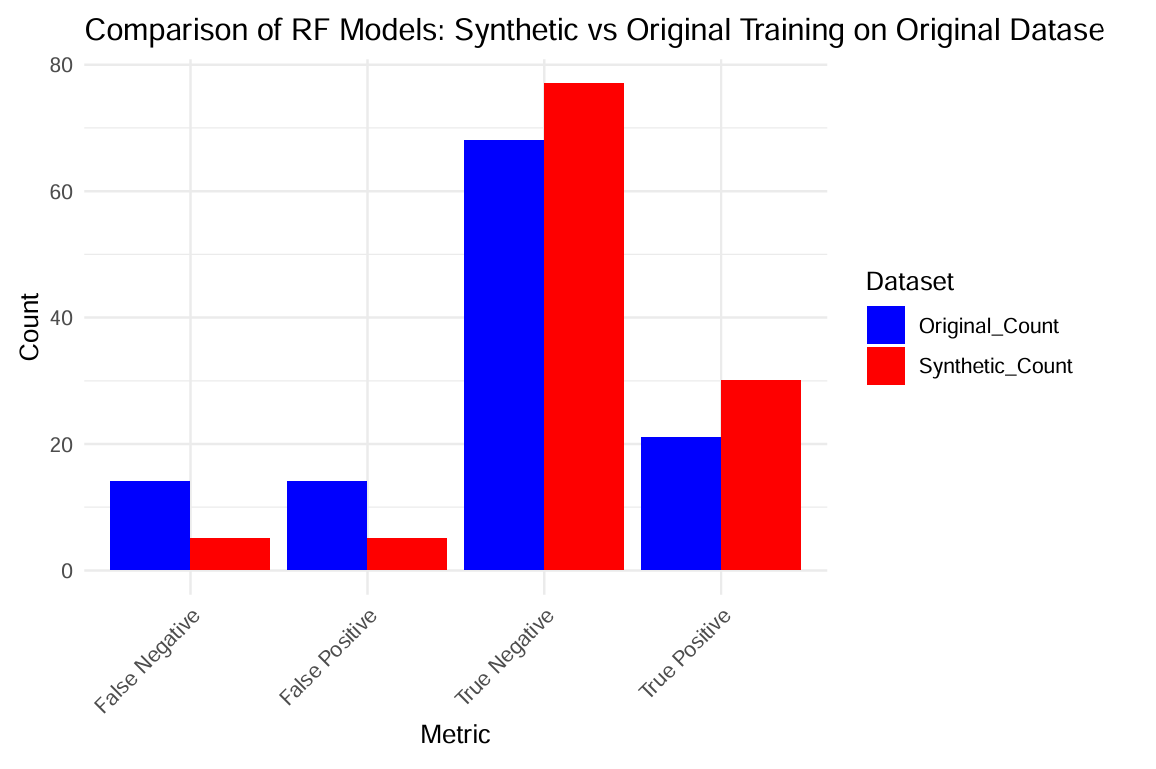 Comparison of RF Models: Synthetic vs Original Training on Original Datase
80
60
40
20
0
Count
False Negative
False Positive
True Negative
True Positive
Metric
Dataset
Original_Count
Synthetic_Count